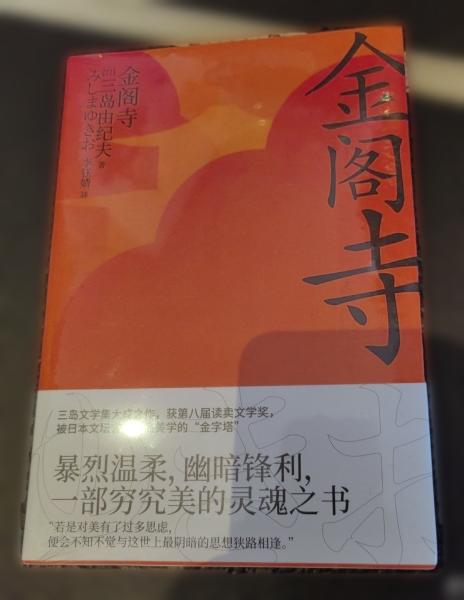 金阁寺
金阁寺
[日]三岛由纪夫 著
みしまゆきお
三岛文学集大成之作,获第八届读卖文学奖,
被日本文坛 美学的“金字塔”
暴烈温柔,幽暗锋利,
一部穷究美的灵魂之书
“若是对美有了过多思虑,
便会不知不觉与这世上最阴暗的思想狭路相逢。”